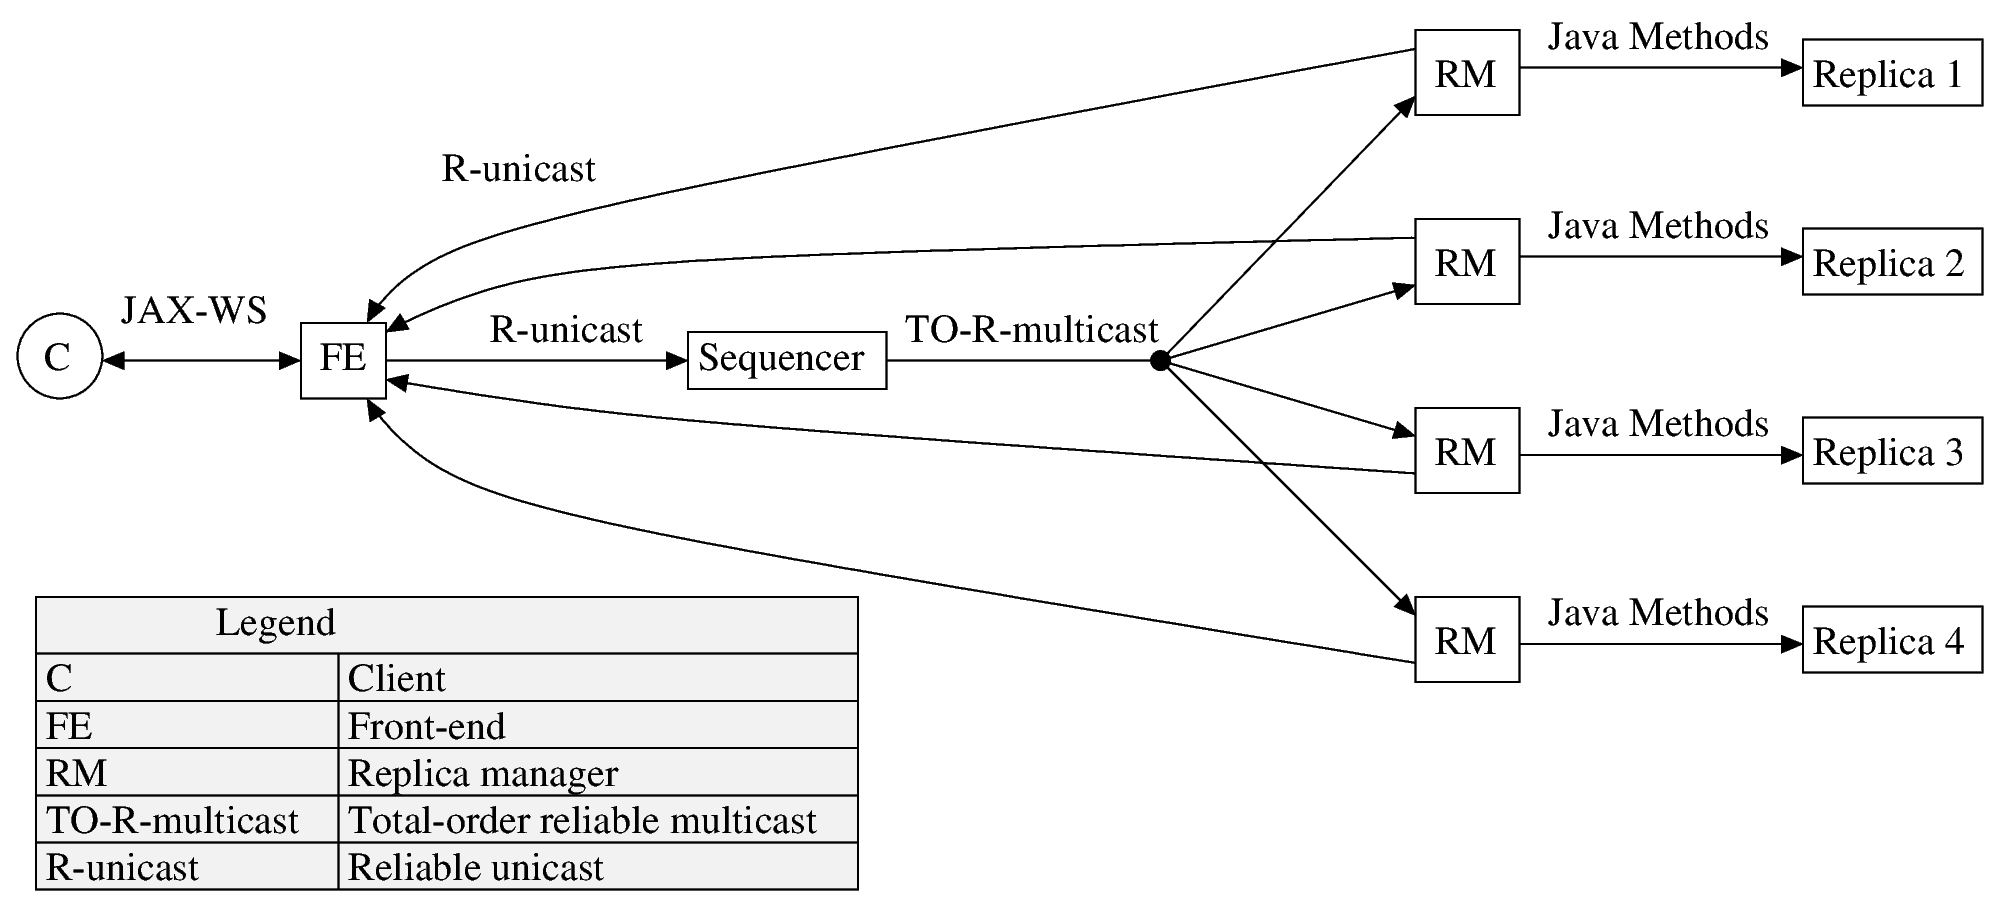 Java Methods
RM
Replica 1
R-unicast
Java Methods
RM
Replica 2
JAX-WS
R-unicast
TO-R-multicast
C
FE
Sequencer
Java Methods
RM
Replica 3
Java Methods
RM
Replica 4
Legend
C Client
FE Front-end
RM Replica manager
TO-R-multicast Total-order reliable multicast
R-unicast Reliable unicast